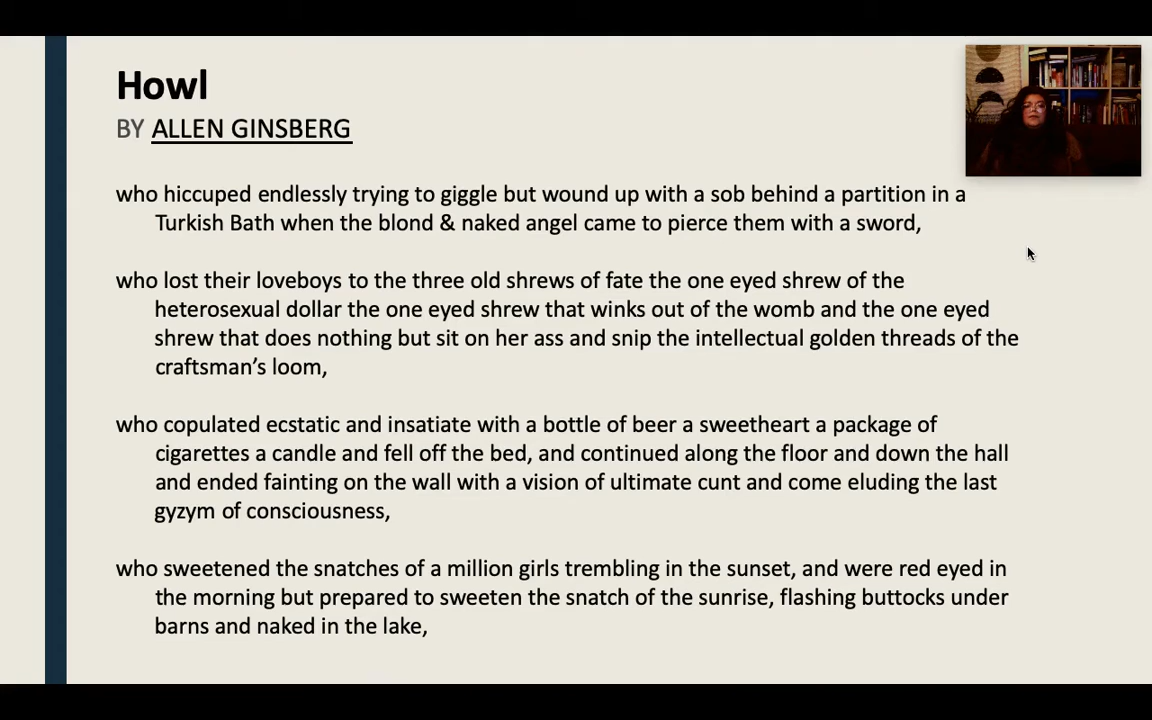 Howl
BY ALLEN GINSBERG
who hiccuped endlessly trying to giggle but wound up with a sob behind a partition in a
Turkish Bath when the blond & naked angel came to pierce them with a sword,
who lost their loveboys to the three old shrews of fate the one eyed shrew of the
heterosexual dollar the one eyed shrew that winks out of the womb and the one eyed
shrew that does nothing but sit on her ass and snip the intellectual golden threads of the
craftsman’s loom,
who copulated ecstatic and insatiate with a bottle of beer a sweetheart a package of
cigarettes a candle and fell off the bed, and continued along the floor and down the hall
and ended fainting on the wall with a vision of ultimate cunt and come eluding the last
gyzym of consciousness,
who sweetened the snatches of a million girls trembling in the sunset, and were red eyed in
the morning but prepared to sweeten the snatch of the sunrise, flashing buttocks under
barns and naked in the lake,